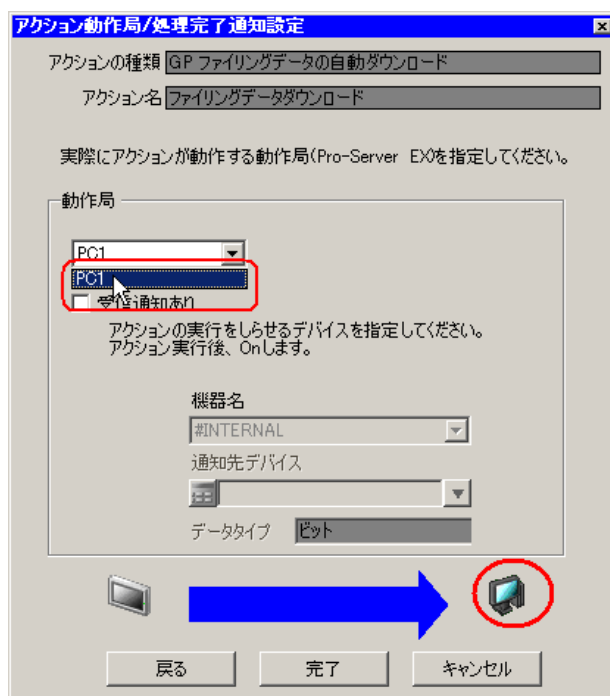 アクション動作局/処理完了通知設定
アクションの種類 GP ファイリングデータの自動ダウンロード
アクション名 ファイリングデータダウンロード
実際にアクションが動作する動作局(Pro-Server EX)を指定してください。
動作局
PC1
PC1
受信通知あり
アクションの実行をしらせるデバイスを指定してください。
アクション実行後、Onします。
機器名
#INTERNAL
通知先デバイス
データタイプ ビット
戻る 完了 キャンセル